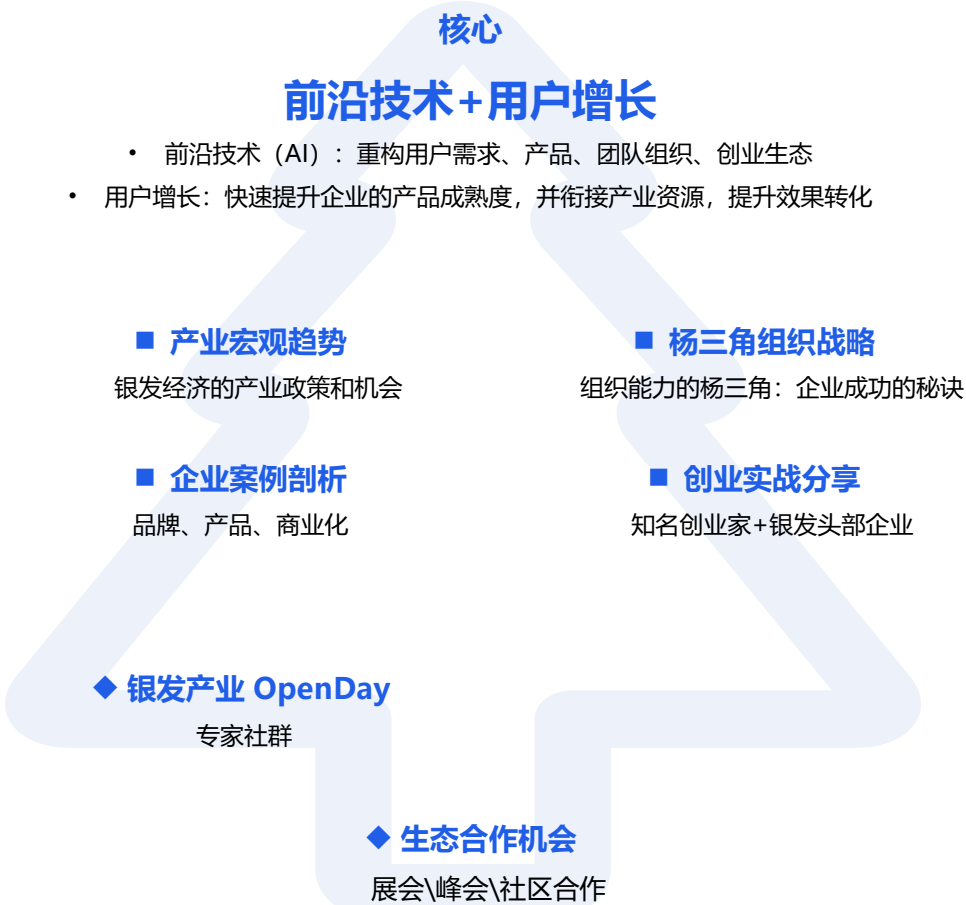 核心
前沿技术+用户增长
• 前沿技术（AI）：重构用户需求、产品、团队组织、创业生态
• 用户增长：快速提升企业的产品成熟度，并衔接产业资源，提升效果转化
■ 产业宏观趋势
银发经济的产业政策和机会
■ 杨三角组织战略
组织能力的杨三角：企业成功的秘诀
■ 企业案例剖析
品牌、产品、商业化
■ 创业实战分享
知名创业家+银发头部企业
◆ 银发产业 OpenDay
专家社群
◆ 生态合作机会
展会\峰会\社区合作